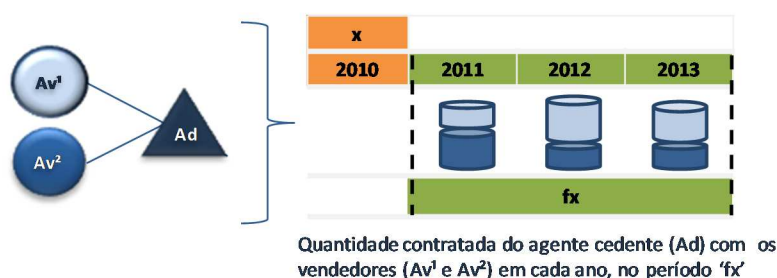 x
2010 2011 2012 2013
Av¹
Ad
Av²
fx
Quantidade contratada do agente cedente (Ad) com os
vendedores (Av¹ e Av²) em cada ano, no período 'fx'